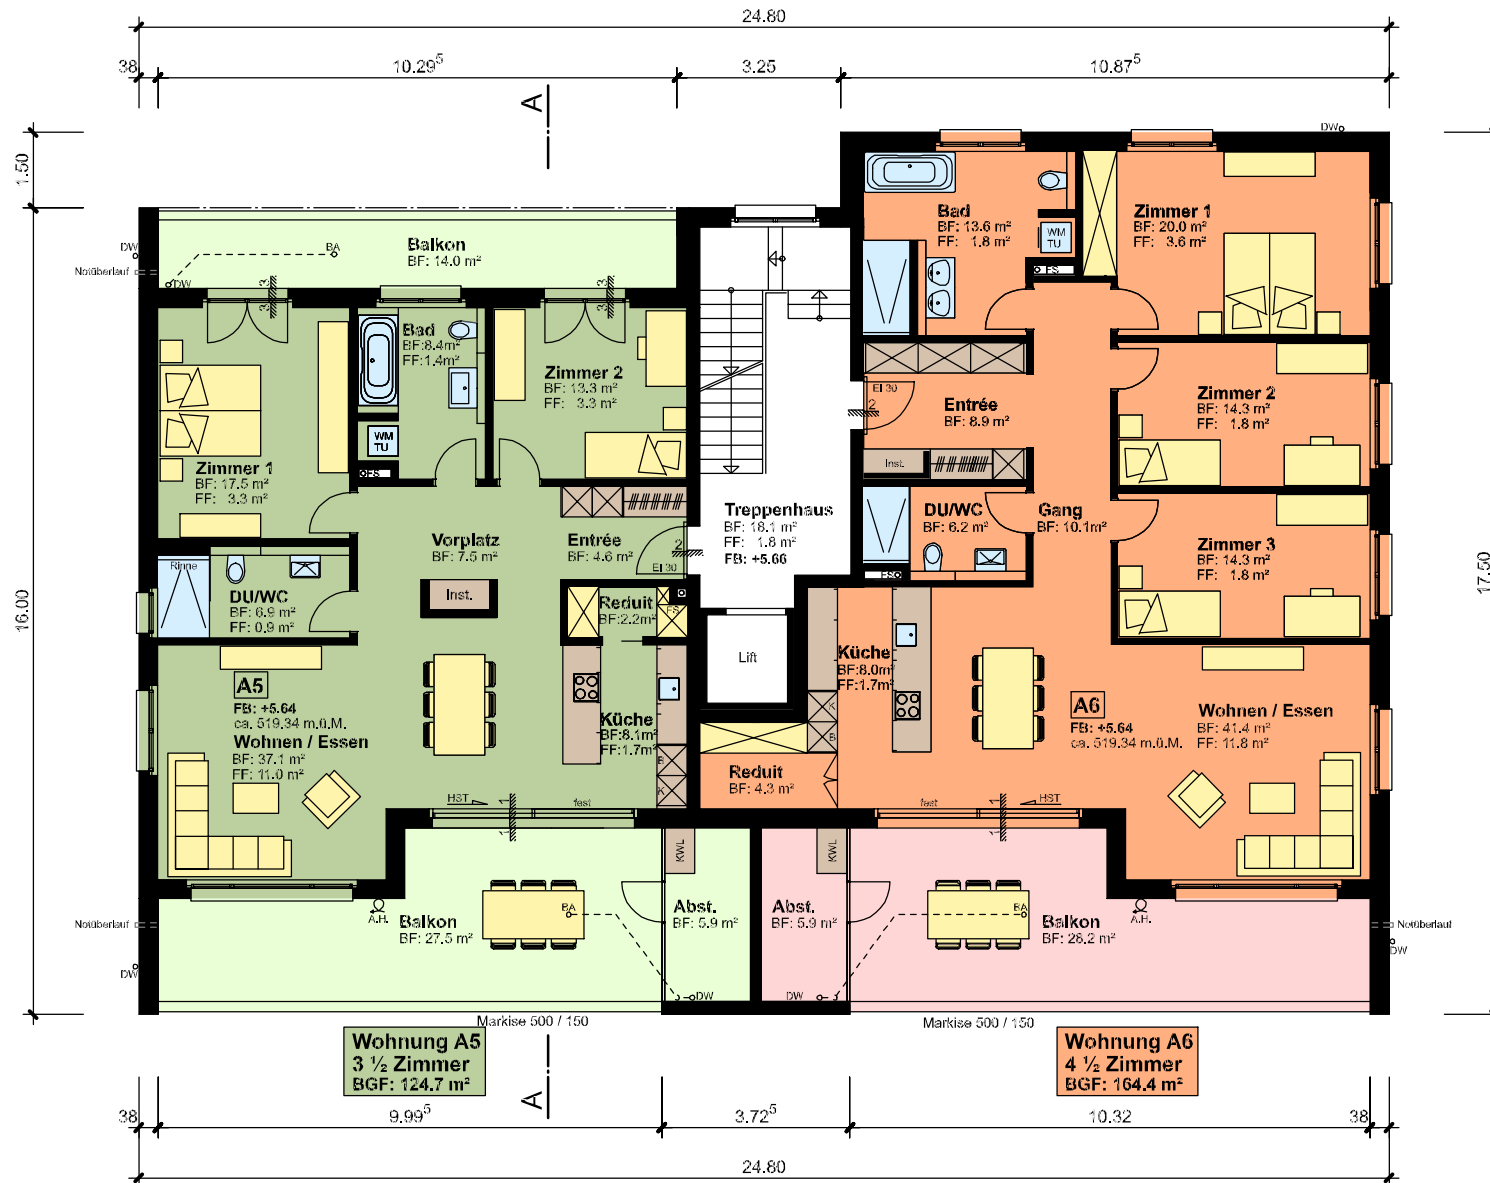 24.80
38
10.29⁵
3.25
10.87⁵
A
DW
1.50
16.00
17.50
Balkon
BF: 14.0 m²
BA
DW
Notüberlauf
DW
3
3
3
3
Bad
BF:8.4m²
FF:1.4m²
WM
TU
FS
Zimmer 1
BF: 17.5 m²
FF: 3.3 m²
Zimmer 2
BF: 13.3 m²
FF: 3.3 m²
Vorplatz
BF: 7.5 m²
Entrée
BF: 4.6 m²
2
EI 30
Rinne
DU/WC
BF: 6.9 m²
FF: 0.9 m²
Inst.
Reduit
BF:2.2m²
FS
A5
FB: +5.64
ca. 519.34 m.ü.M.
Wohnen / Essen
BF: 37.1 m²
FF: 11.0 m²
Küche
BF:8.1m²
FF:1.7m²
B
K
HST
1
1
fest
KWL
Treppenhaus
BF: 18.1 m²
FF: 1.8 m²
FB: +5.66
Lift
Bad
BF: 13.6 m²
FF: 1.8 m²
WM
TU
FS
Zimmer 1
BF: 20.0 m²
FF: 3.6 m²
EI 30
2
Entrée
BF: 8.9 m²
Inst.
Zimmer 2
BF: 14.3 m²
FF: 1.8 m²
DU/WC
BF: 6.2 m²
FS
Gang
BF: 10.1m²
Zimmer 3
BF: 14.3 m²
FF: 1.8 m²
Küche
BF:8.0m²
FF:1.7m²
K
B
A6
FB: +5.64
ca. 519.34 m.ü.M.
Wohnen / Essen
BF: 41.4 m²
FF: 11.8 m²
Reduit
BF: 4.3 m²
fest
1
1
HST
KWL
A.H.
Notüberlauf
DW
Balkon
BF: 27.5 m²
BA
Abst.
BF: 5.9 m²
DW
Abst.
BF: 5.9 m²
DW
BA
A.H.
Balkon
BF: 28.2 m²
Notüberlauf
DW
Markise 500 / 150
Markise 500 / 150
Wohnung A5
3 ½ Zimmer
BGF: 124.7 m²
Wohnung A6
4 ½ Zimmer
BGF: 164.4 m²
A
38
9.99⁵
3.72⁵
10.32
38
24.80